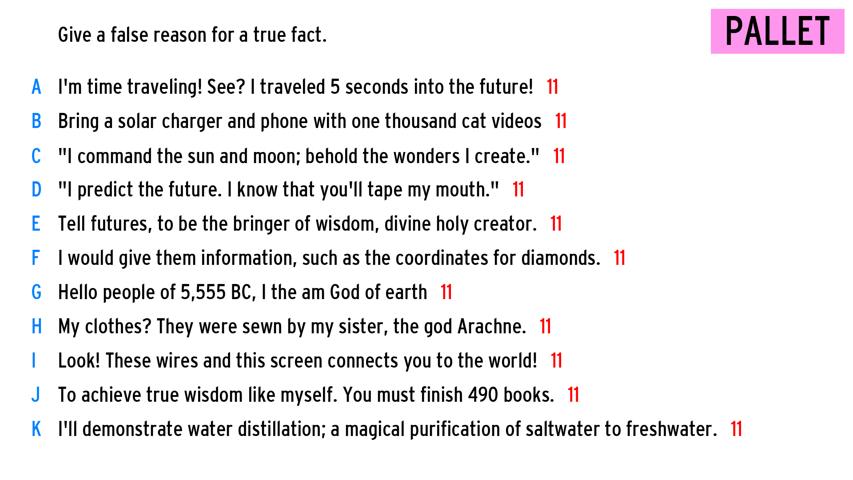 Give a false reason for a true fact.
PALLET
A I'm time traveling! See? I traveled 5 seconds into the future! 11
B Bring a solar charger and phone with one thousand cat videos 11
C "I command the sun and moon; behold the wonders I create." 11
D "I predict the future. I know that you'll tape my mouth." 11
E Tell futures, to be the bringer of wisdom, divine holy creator. 11
F I would give them information, such as the coordinates for diamonds. 11
G Hello people of 5,555 BC, I the am God of earth 11
H My clothes? They were sewn by my sister, the god Arachne. 11
I Look! These wires and this screen connects you to the world! 11
J To achieve true wisdom like myself. You must finish 490 books. 11
K I'll demonstrate water distillation; a magical purification of saltwater to freshwater. 11